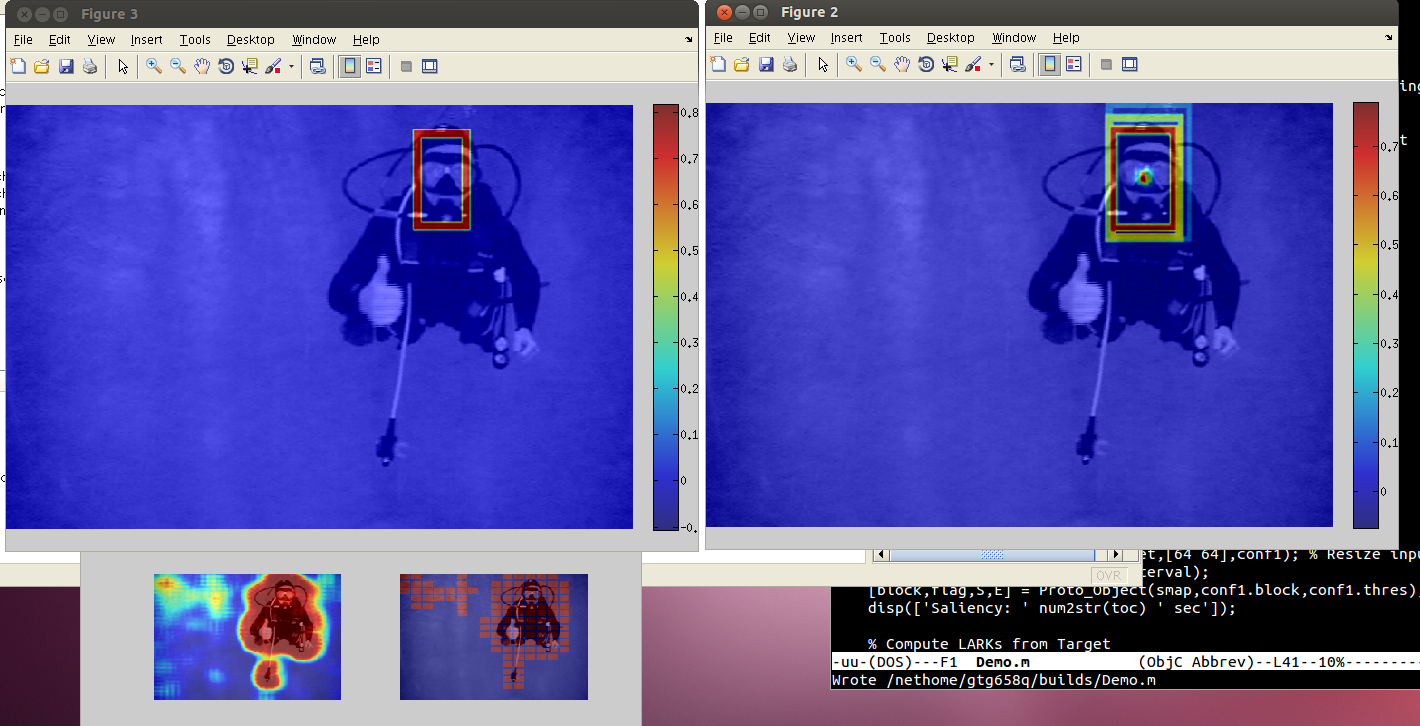 Figure 3
File Edit View Insert Tools Desktop Window Help
0.8
0.7
0.6
0.5
0.4
0.3
0.2
0.1
0
-0.
Figure 2
File Edit View Insert Tools Desktop Window Help
0.7
0.6
0.5
0.4
0.3
0.2
0.1
0
ing
t
OVR
et,[64 64],conf1); % Resize inpu
terval);
[block,flag,S,E] = Proto_Object(smap,conf1.block,conf1.thres);
disp(['Saliency: ' num2str(toc) ' sec']);
% Compute LARKs from Target
-uu-(DOS)---F1 Demo.m (ObjC Abbrev)--L41--10%---------
Wrote /nethome/gtg658q/builds/Demo.m